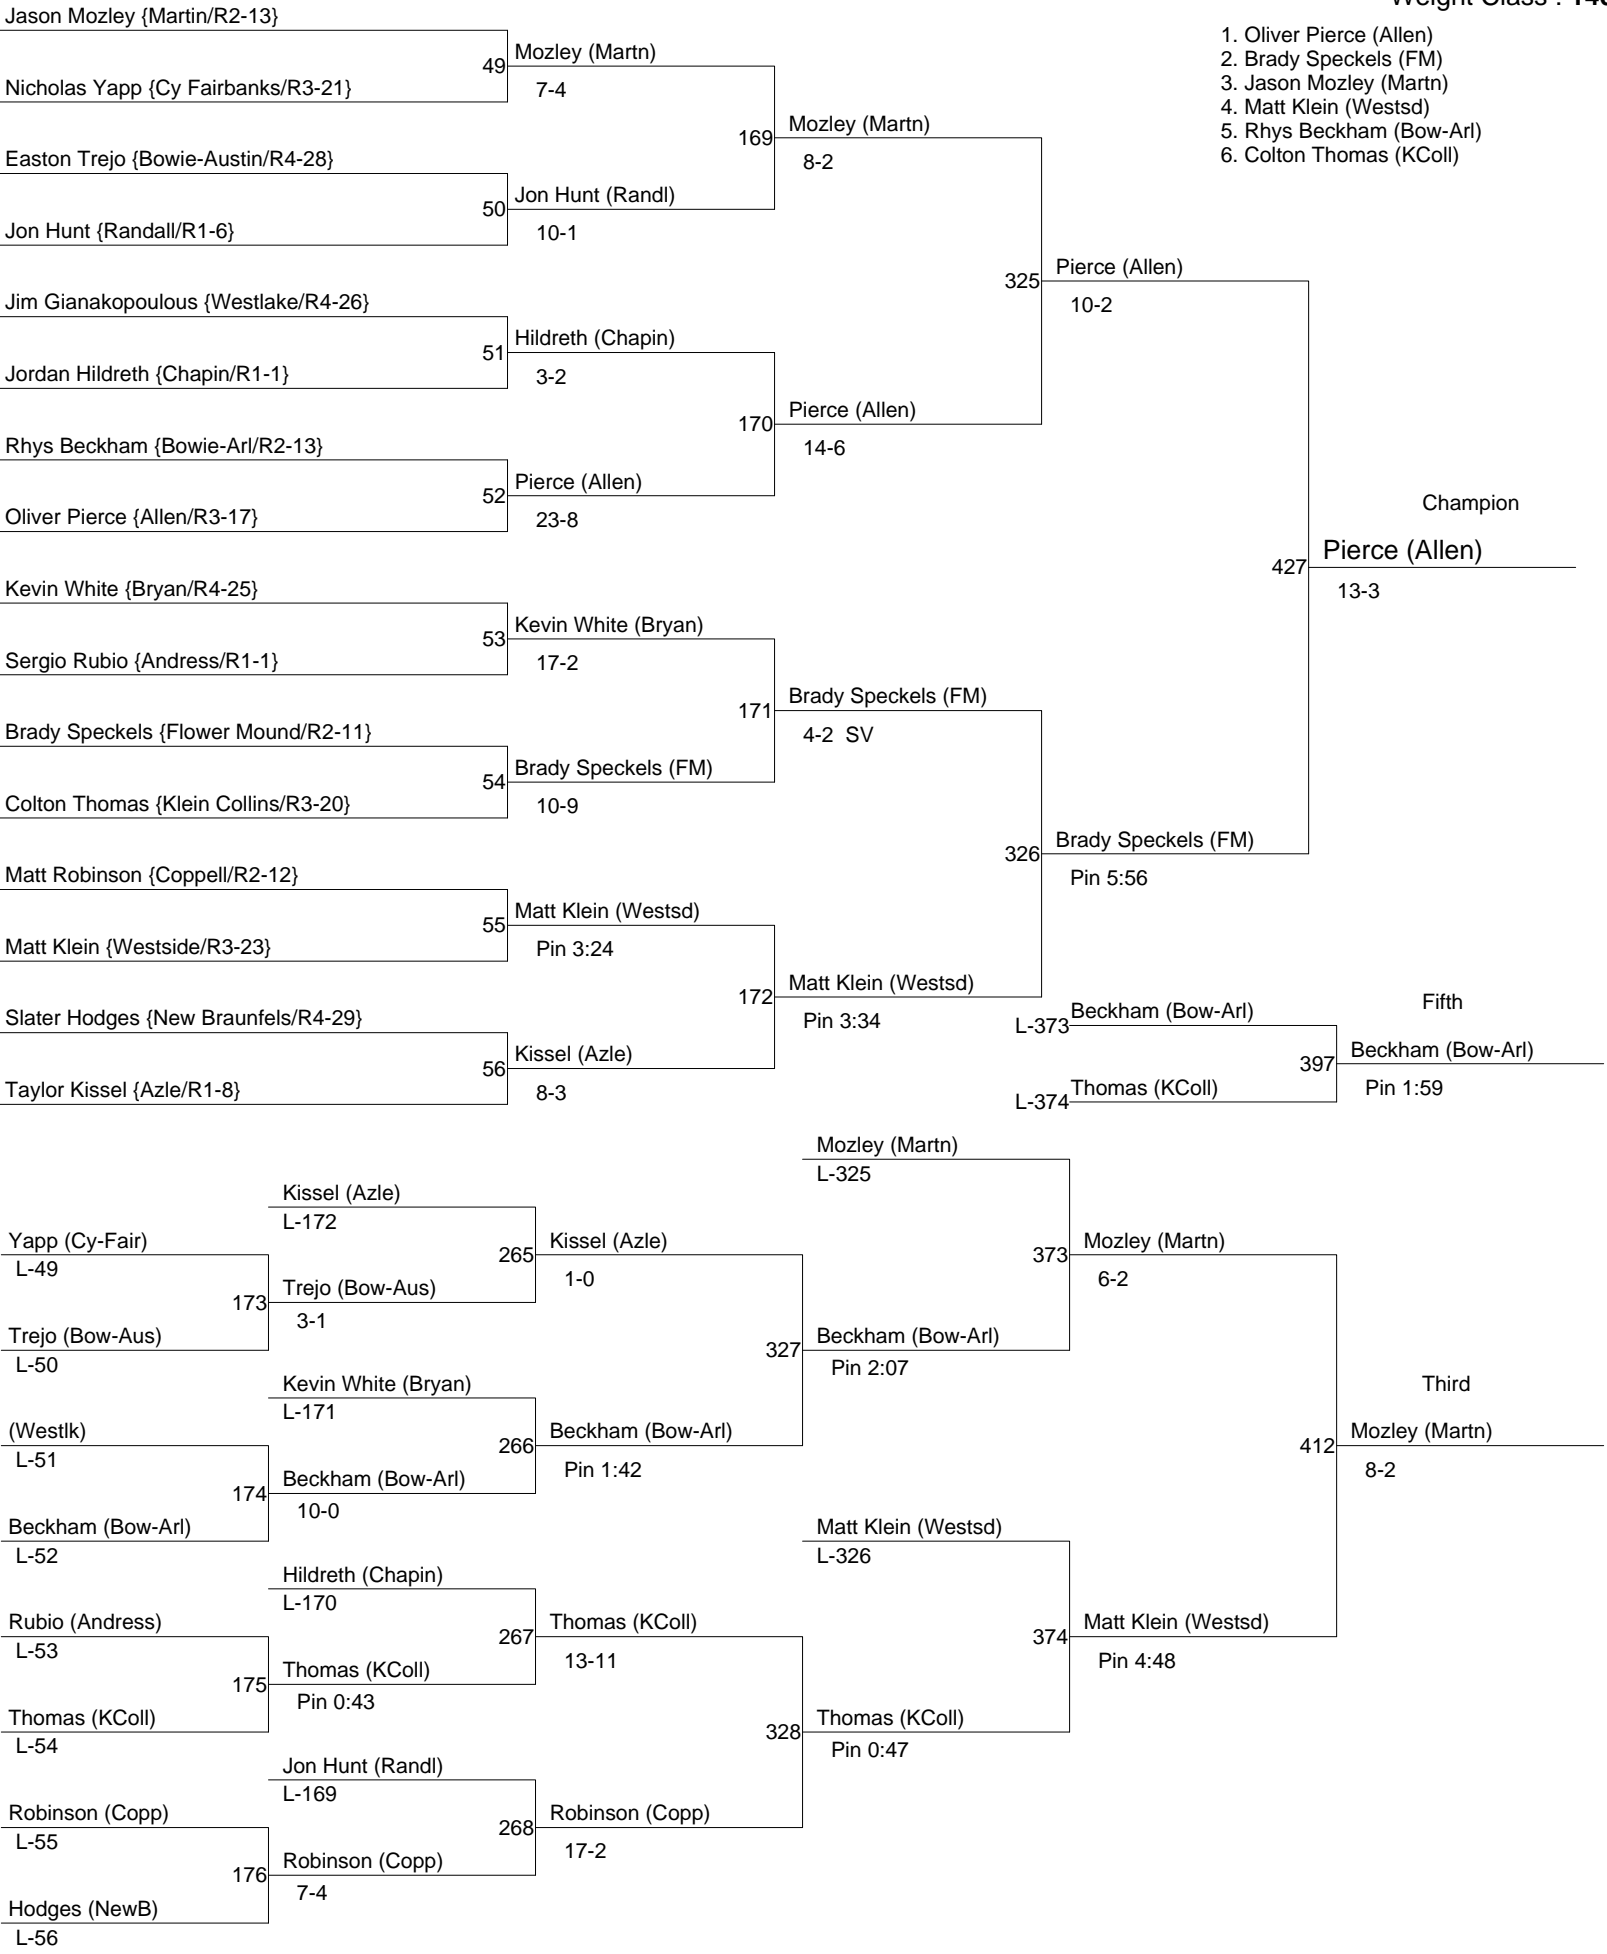 Weight Class :
1. Oliver Pierce (Allen)
2. Brady Speckels (FM)
3. Jason Mozley (Martn)
4. Matt Klein (Westsd)
5. Rhys Beckham (Bow-Arl)
6. Colton Thomas (KColl)
Jason Mozley {Martin/R2-13}
49 Mozley (Martn)
7-4
Nicholas Yapp {Cy Fairbanks/R3-21}
169 Mozley (Martn)
8-2
Easton Trejo {Bowie-Austin/R4-28}
50 Jon Hunt (Randl)
10-1
Jon Hunt {Randall/R1-6}
325 Pierce (Allen)
10-2
Jim Gianakopoulous {Westlake/R4-26}
51 Hildreth (Chapin)
3-2
Jordan Hildreth {Chapin/R1-1}
170 Pierce (Allen)
14-6
Rhys Beckham {Bowie-Arl/R2-13}
52 Pierce (Allen)
23-8
Oliver Pierce {Allen/R3-17}
Champion
427 Pierce (Allen)
13-3
Kevin White {Bryan/R4-25}
53 Kevin White (Bryan)
17-2
Sergio Rubio {Andress/R1-1}
171 Brady Speckels (FM)
4-2 SV
Brady Speckels {Flower Mound/R2-11}
54 Brady Speckels (FM)
10-9
Colton Thomas {Klein Collins/R3-20}
326 Brady Speckels (FM)
Pin 5:56
Matt Robinson {Coppell/R2-12}
55 Matt Klein (Westsd)
Pin 3:24
Matt Klein {Westside/R3-23}
172 Matt Klein (Westsd)
Pin 3:34
Slater Hodges {New Braunfels/R4-29}
56 Kissel (Azle)
8-3
Taylor Kissel {Azle/R1-8}
Fifth
L-373 Beckham (Bow-Arl)
397 Beckham (Bow-Arl)
Pin 1:59
L-374 Thomas (KColl)
Mozley (Martn)
L-325
Kissel (Azle)
L-172
Yapp (Cy-Fair)
L-49
265 Kissel (Azle)
1-0
373 Mozley (Martn)
6-2
173 Trejo (Bow-Aus)
3-1
Trejo (Bow-Aus)
L-50
327 Beckham (Bow-Arl)
Pin 2:07
Kevin White (Bryan)
L-171
Third
(Westlk)
L-51
266 Beckham (Bow-Arl)
Pin 1:42
412 Mozley (Martn)
8-2
174 Beckham (Bow-Arl)
10-0
Beckham (Bow-Arl)
L-52
Matt Klein (Westsd)
L-326
Hildreth (Chapin)
L-170
Rubio (Andress)
L-53
267 Thomas (KColl)
13-11
374 Matt Klein (Westsd)
Pin 4:48
175 Thomas (KColl)
Pin 0:43
Thomas (KColl)
L-54
328 Thomas (KColl)
Pin 0:47
Jon Hunt (Randl)
L-169
Robinson (Copp)
L-55
268 Robinson (Copp)
17-2
176 Robinson (Copp)
7-4
Hodges (NewB)
L-56